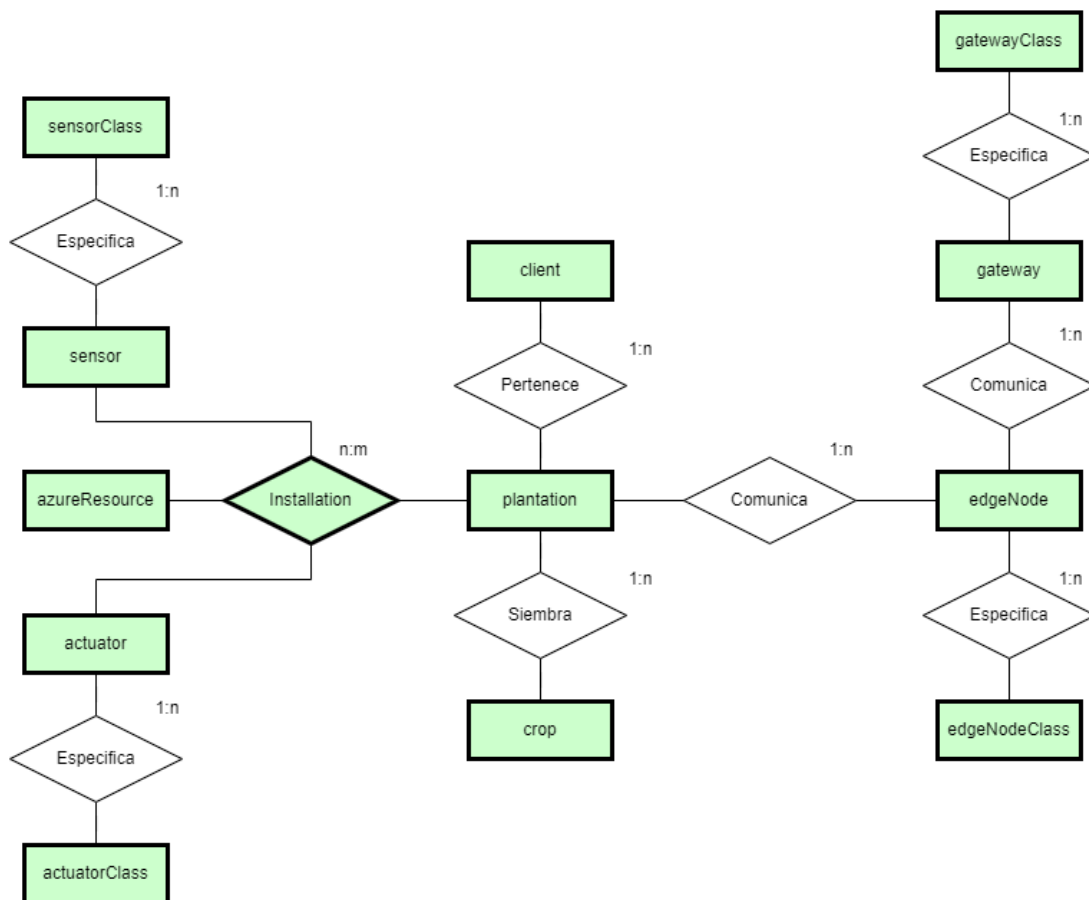 gatewayClass
sensorClass
1:n
Especifica
1:n
Especifica
client
gateway
sensor
1:n
1:n
Pertenece
Comunica
n:m
1:n
azureResource
Installation
plantation
Comunica
edgeNode
1:n
1:n
Siembra
Especifica
actuator
1:n
crop
edgeNodeClass
Especifica
actuatorClass